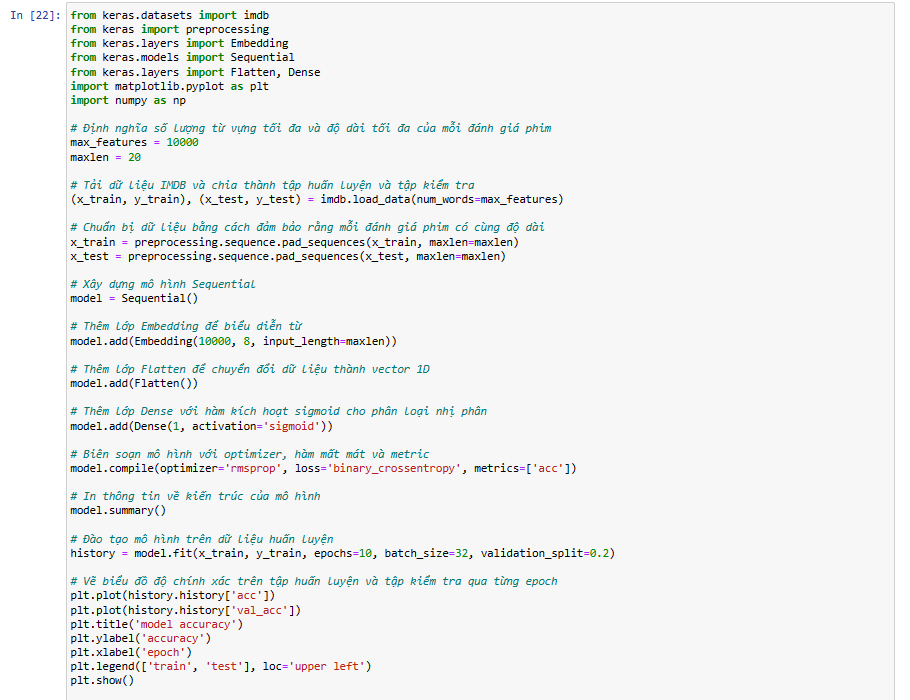 In [22]: from keras.datasets import imdb
from keras import preprocessing
from keras.layers import Embedding
from keras.models import Sequential
from keras.layers import Flatten, Dense
import matplotlib.pyplot as plt
import numpy as np
# Định nghĩa số lượng từ vựng tối đa và độ dài tối đa của mỗi đánh giá phim
max_features = 10000
maxlen = 20
# Tải dữ liệu IMDB và chia thành tập huấn luyện và tập kiểm tra
(x_train, y_train), (x_test, y_test) = imdb.load_data(num_words=max_features)
# Chuẩn bị dữ liệu bằng cách đảm bảo rằng mỗi đánh giá phim có cùng độ dài
x_train = preprocessing.sequence.pad_sequences(x_train, maxlen=maxlen)
x_test = preprocessing.sequence.pad_sequences(x_test, maxlen=maxlen)
# Xây dựng mô hình Sequential
model = Sequential()
# Thêm lớp Embedding để biểu diễn từ
model.add(Embedding(10000, 8, input_length=maxlen))
# Thêm lớp Flatten để chuyển đổi dữ liệu thành vector 1D
model.add(Flatten())
# Thêm lớp Dense với hàm kích hoạt sigmoid cho phân loại nhị phân
model.add(Dense(1, activation='sigmoid'))
# Biên soạn mô hình với optimizer, hàm mất mát và metric
model.compile(optimizer='rmsprop', loss='binary_crossentropy', metrics=['acc'])
# In thông tin về kiến trúc của mô hình
model.summary()
# Đào tạo mô hình trên dữ liệu huấn luyện
history = model.fit(x_train, y_train, epochs=10, batch_size=32, validation_split=0.2)
# Vẽ biểu đồ độ chính xác trên tập huấn luyện và tập kiểm tra qua từng epoch
plt.plot(history.history['acc'])
plt.plot(history.history['val_acc'])
plt.title('model accuracy')
plt.ylabel('accuracy')
plt.xlabel('epoch')
plt.legend(['train', 'test'], loc='upper left')
plt.show()